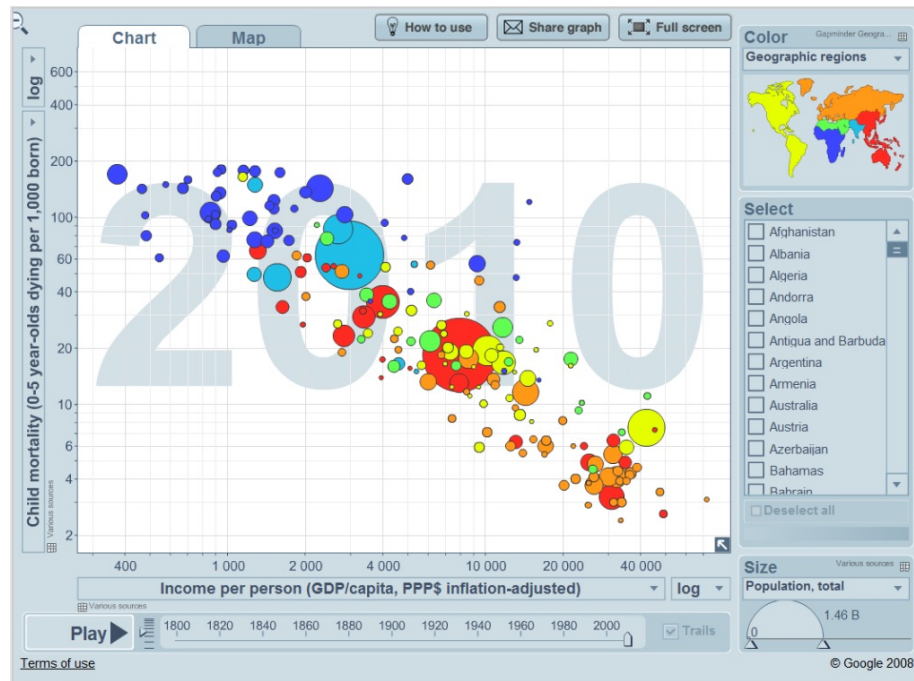 Chart
Map
How to use
Share graph
Full screen
Color
Gapminder Geogra...
Geographic regions
log
Child mortality (0-5 year-olds dying per 1,000 born)
Various sources
600
400
200
100
60
40
20
10
6
4
2
2010
400
1 000
2 000
4 000
10 000
20 000
40 000
Income per person (GDP/capita, PPP$ inflation-adjusted)
log
Various sources
Select
Afghanistan
Albania
Algeria
Andorra
Angola
Antigua and Barbuda
Argentina
Armenia
Australia
Austria
Azerbaijan
Bahamas
Bahrain
Deselect all
Size
Various sources
Population, total
0
1.46 B
Play
1800 1820 1840 1860 1880 1900 1920 1940 1960 1980 2000
Trails
Terms of use
© Google 2008